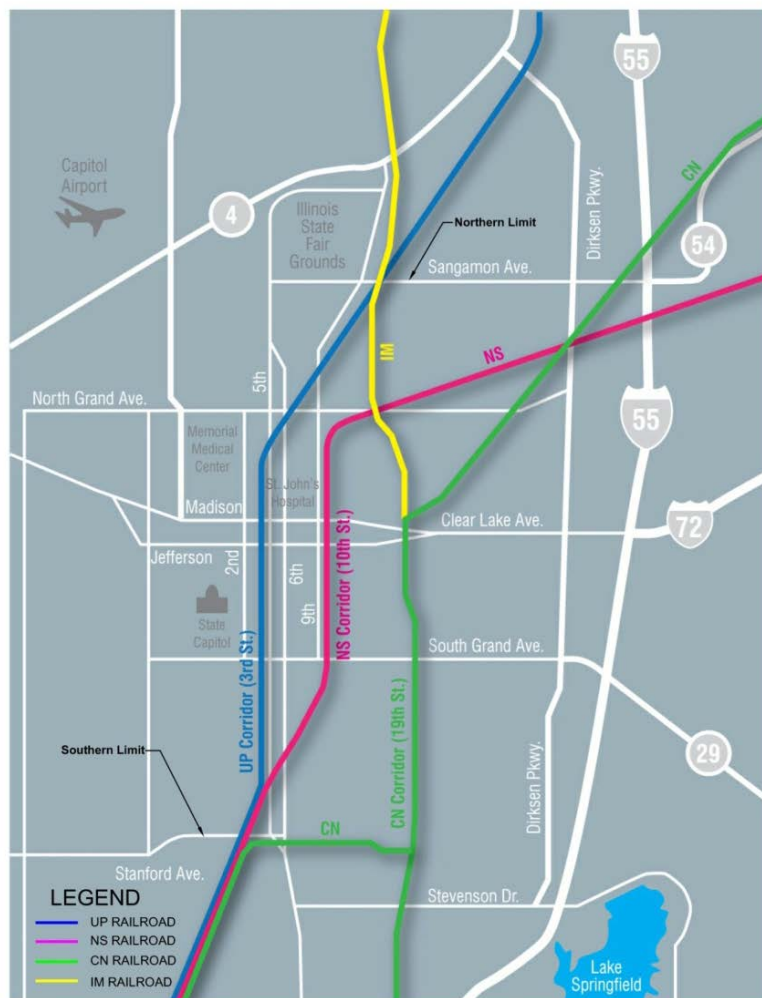 55
Capitol
Airport
4
Illinois
State
Fair
Grounds
Northern Limit
Dirksen Pkwy.
CN
54
Sangamon Ave.
IM
NS
5th
North Grand Ave.
55
Memorial
Medical
Center
St. John's
Hospital
Madison
Clear Lake Ave.
72
Jefferson
2nd
6th
9th
NS Corridor (10th St.)
State
Capitol
South Grand Ave.
UP Corridor (3rd St.)
CN Corridor (19th St.)
Southern Limit
29
Dirksen Pkwy.
CN
Stanford Ave.
Stevenson Dr.
LEGEND
UP RAILROAD
NS RAILROAD
CN RAILROAD
IM RAILROAD
Lake
Springfield